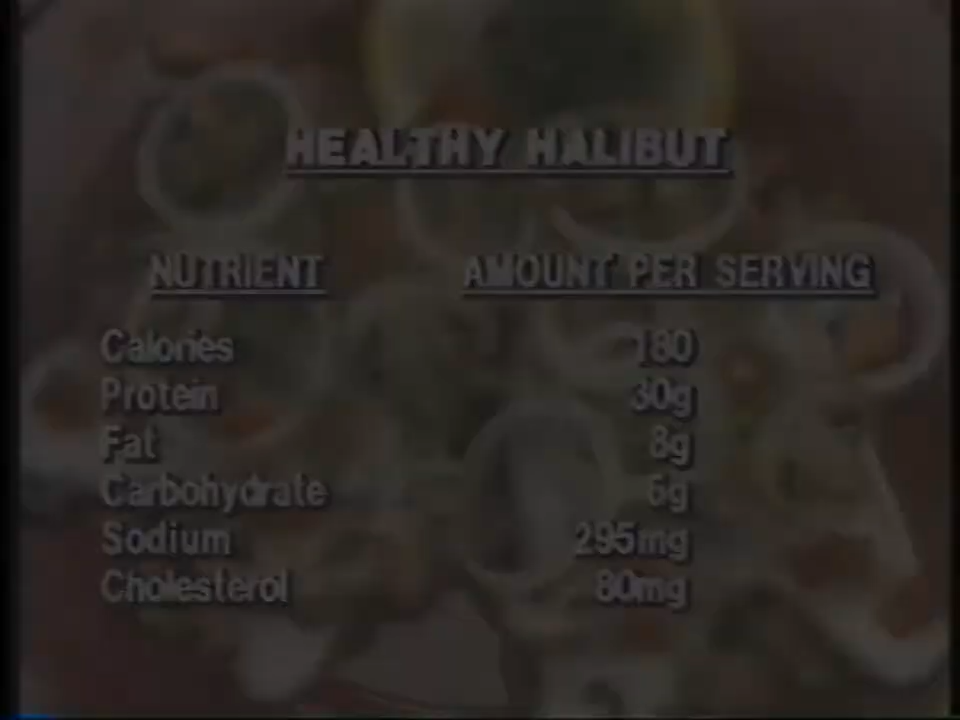 HEALTHY HALIBUT
NUTRIENT AMOUNT PER SERVING
Calories 180
Protein 30g
Fat 8g
Carbohydrate 6g
Sodium 295mg
Cholesterol 80mg